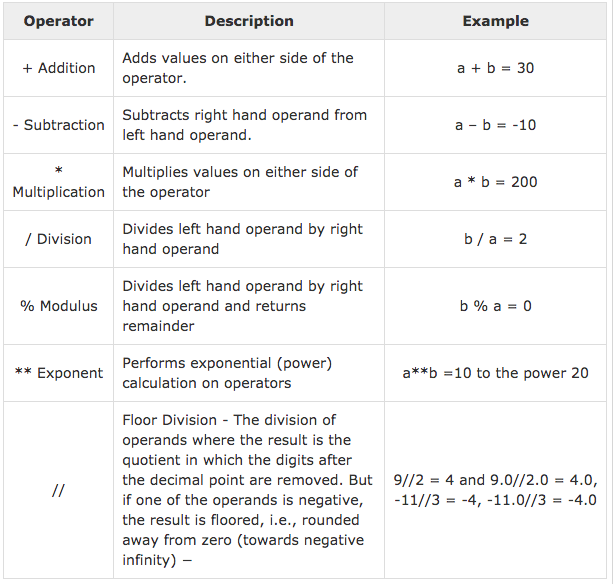 Operator Description Example
+ Addition
Adds values on either side of the
operator.
a + b = 30
- Subtraction
Subtracts right hand operand from
left hand operand.
a – b = -10
*
Multiplication
Multiplies values on either side of
the operator
a * b = 200
/ Division
Divides left hand operand by right
hand operand
b / a = 2
% Modulus
Divides left hand operand by right
hand operand and returns
remainder
b % a = 0
** Exponent
Performs exponential (power)
calculation on operators
a**b =10 to the power 20
//
Floor Division - The division of
operands where the result is the
quotient in which the digits after
the decimal point are removed. But
if one of the operands is negative,
the result is floored, i.e., rounded
away from zero (towards negative
infinity) −
9//2 = 4 and 9.0//2.0 = 4.0,
-11//3 = -4, -11.0//3 = -4.0